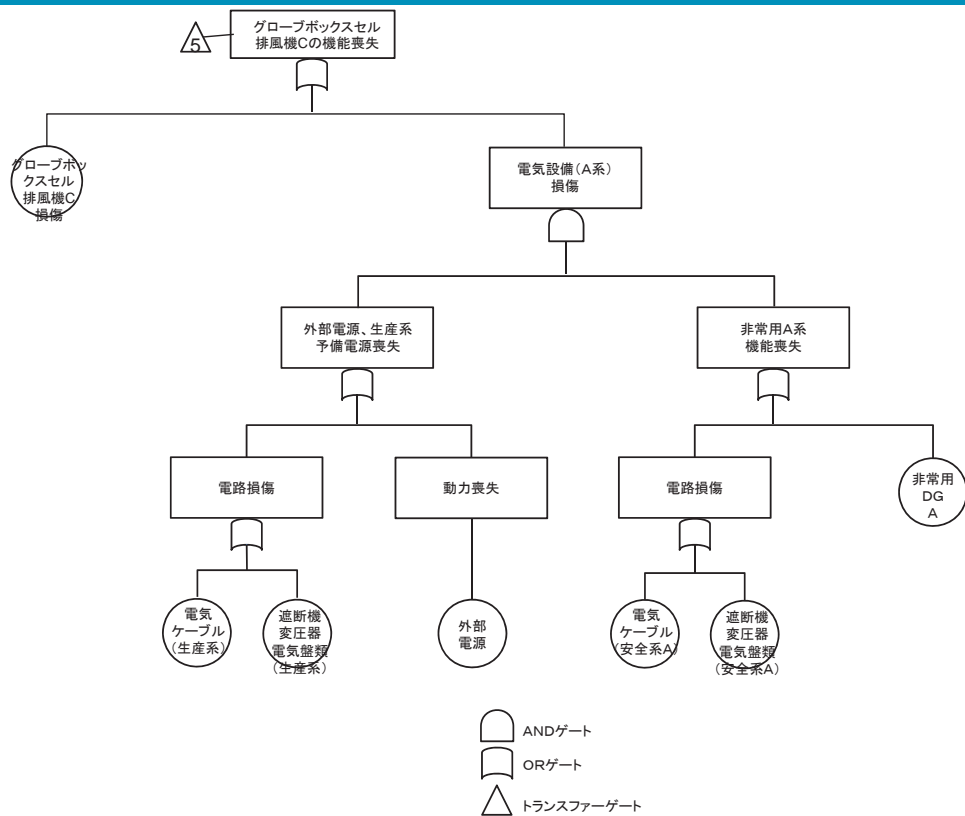 グローブボックスセル
排風機Cの機能喪失
5
グローブボッ
クスセル
排風機C
損傷
電気設備(A系)
損傷
外部電源、生産系
予備電源喪失
非常用A系
機能喪失
電路損傷
動力喪失
電路損傷
非常用
DG
A
電気
ケーブル
(生産系)
遮断機
変圧器
電気盤類
(生産系)
外部
電源
電気
ケーブル
(安全系A)
遮断機
変圧器
電気盤類
(安全系A)
ANDゲート
ORゲート
トランスファーゲート